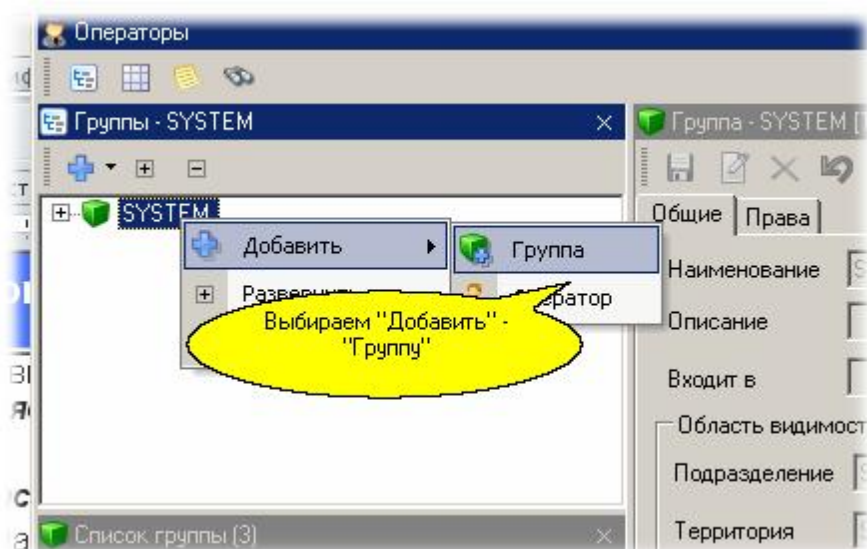 Операторы
Группы - SYSTEM
Группа - SYSTEM
SYSTEM
Общие
Права
Добавить
Группа
Наименование
Развернуть
Оператор
Описание
Выбираем "Добавить" -
"Группу"
Входит в
Область видимост
Подразделение
Территория
Список группы (3)